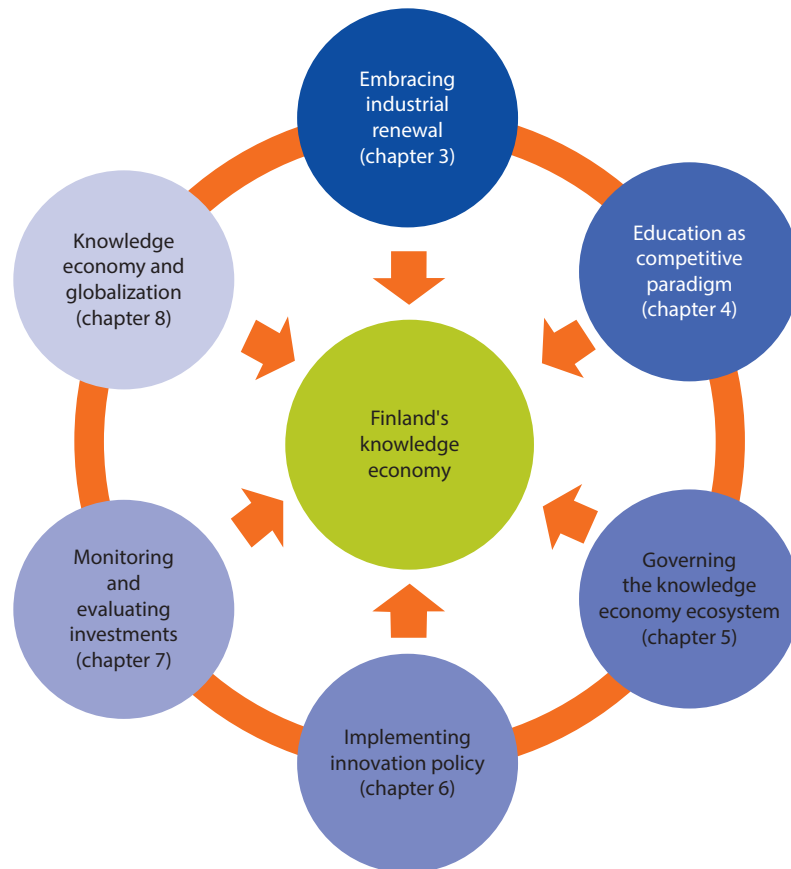 Embracing
industrial
renewal
(chapter 3)
Education as
competitive
paradigm
(chapter 4)
Governing
the knowledge
economy ecosystem
(chapter 5)
Implementing
innovation policy
(chapter 6)
Monitoring
and
evaluating
investments
(chapter 7)
Knowledge
economy and
globalization
(chapter 8)
Finland's
knowledge
economy